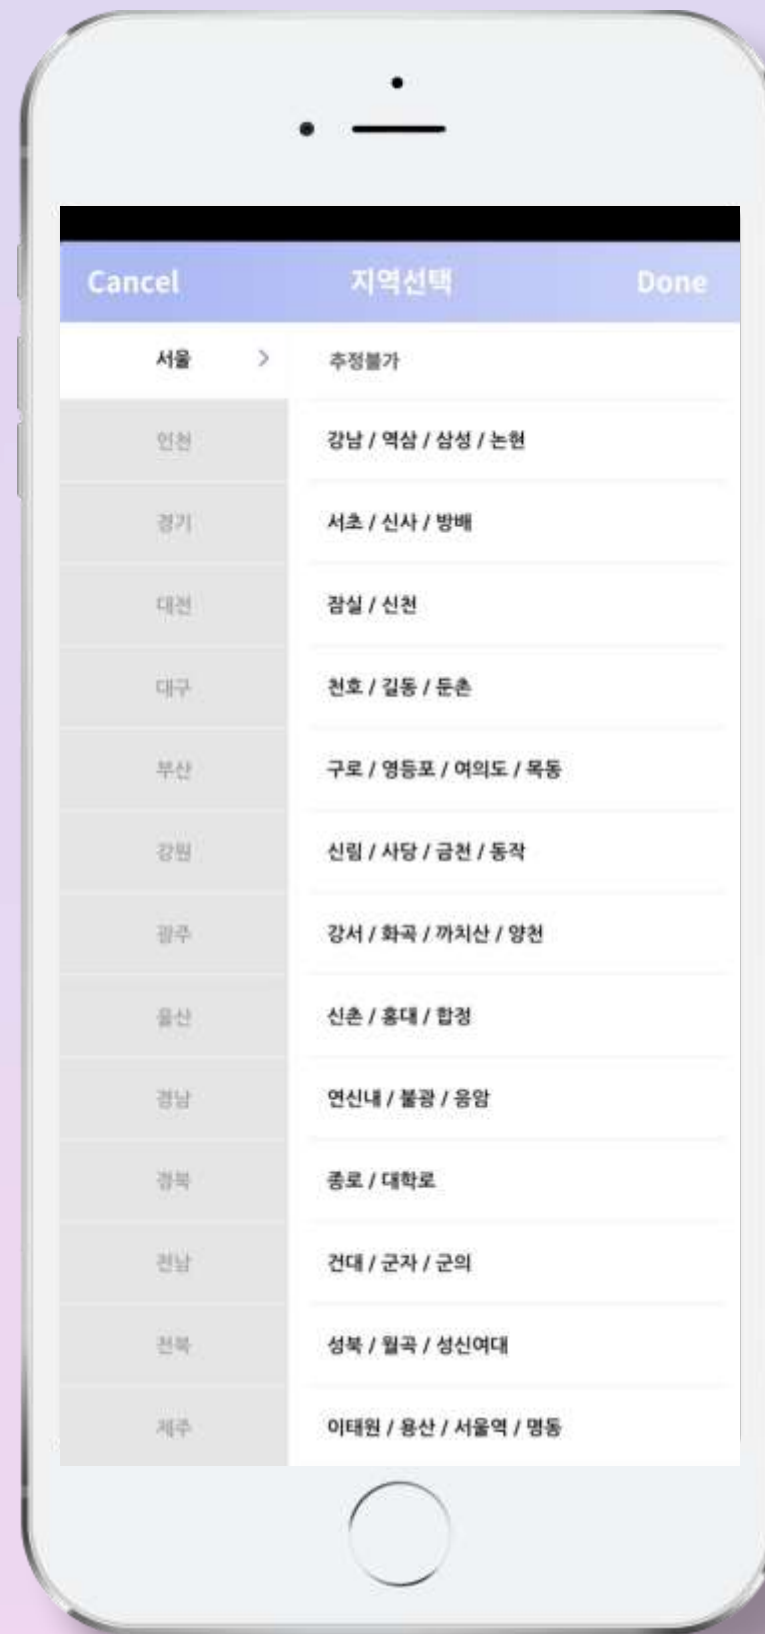 Cancel 지역선택 Done
서울 > 추정불가
인천 강남 / 역삼 / 삼성 / 논현
경기 서초 / 신사 / 방배
대전 잠실 / 신천
대구 천호 / 길동 / 둔촌
부산 구로 / 영등포 / 여의도 / 목동
강원 신림 / 사당 / 금천 / 동작
광주 강서 / 화곡 / 까치산 / 양천
울산 신촌 / 홍대 / 합정
경남 연신내 / 불광 / 응암
경북 종로 / 대학로
전남 건대 / 군자 / 군의
전북 성북 / 월곡 / 성신여대
제주 이태원 / 용산 / 서울역 / 명동